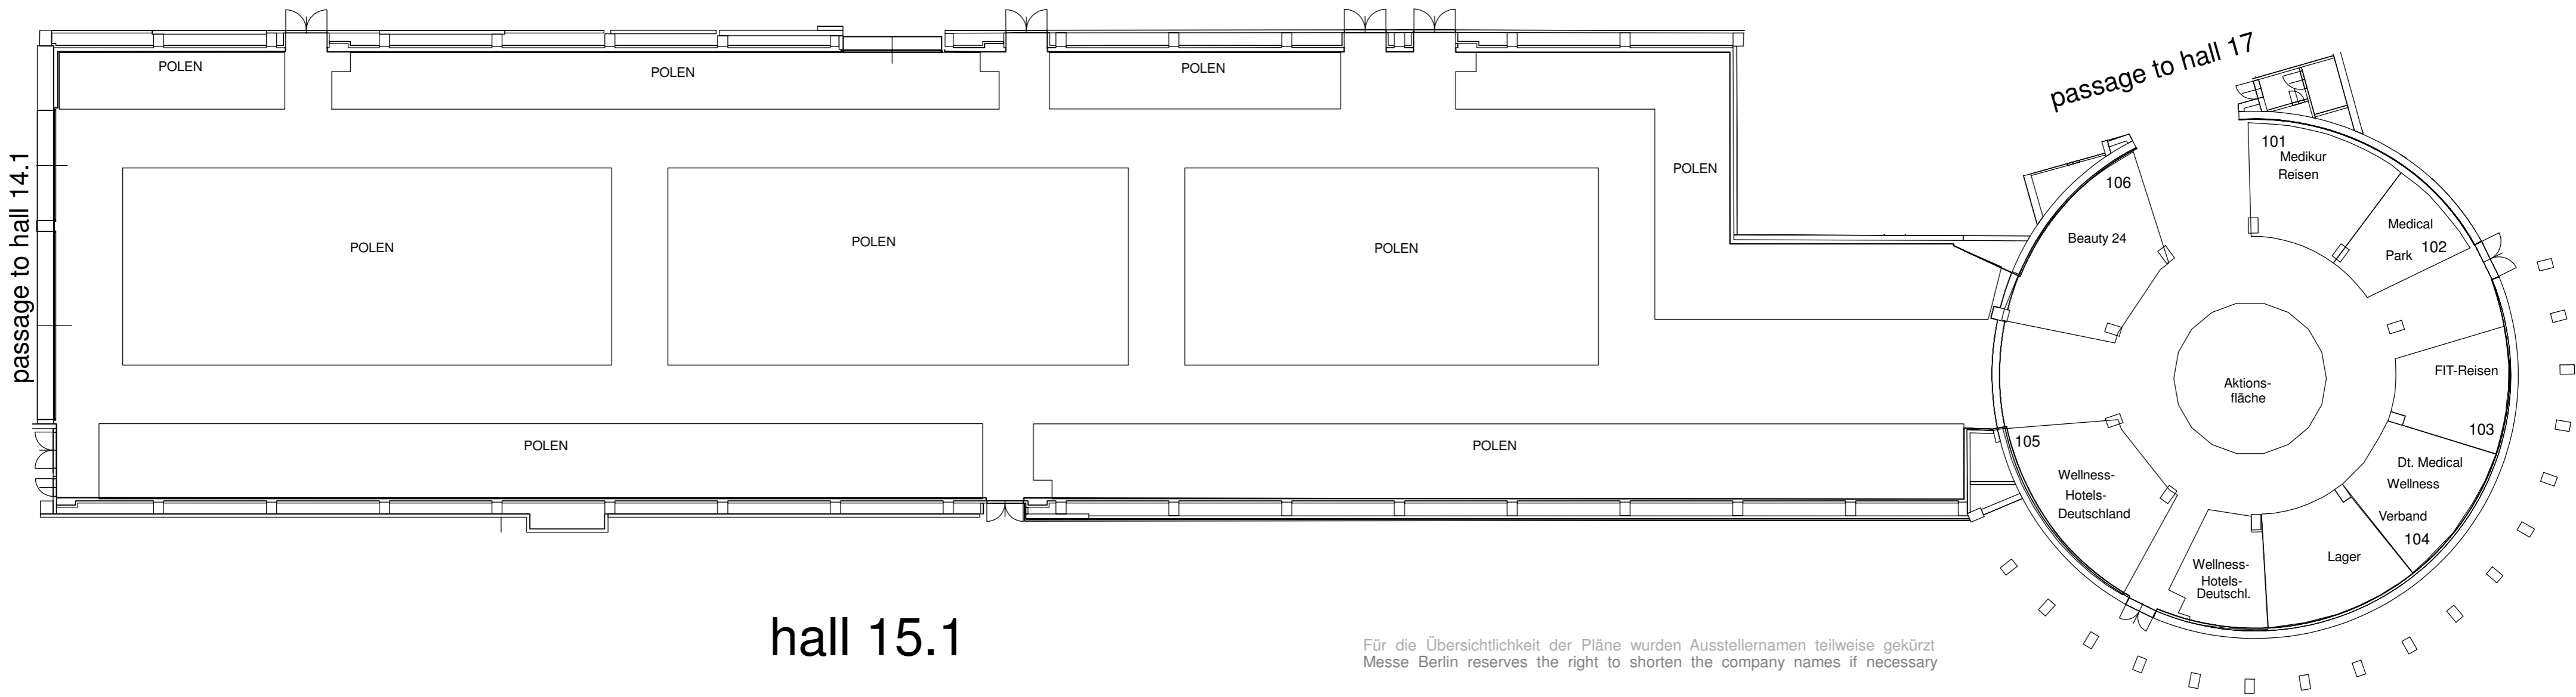 passage to hall 17
POLEN
POLEN
POLEN
passage to hall 14.1
POLEN
POLEN
POLEN
POLEN
POLEN
POLEN
101
Medikur
Reisen
106
Beauty 24
Medical
Park 102
Aktions-
fläche
FIT-Reisen
103
105
Wellness-
Hotels-
Deutschland
Dt. Medical
Wellness
Verband
104
Lager
Wellness-
Hotels-
Deutschl.
hall 15.1
Für die Übersichtlichkeit der Pläne wurden Ausstellernamen teilweise gekürzt
Messe Berlin reserves the right to shorten the company names if necessary